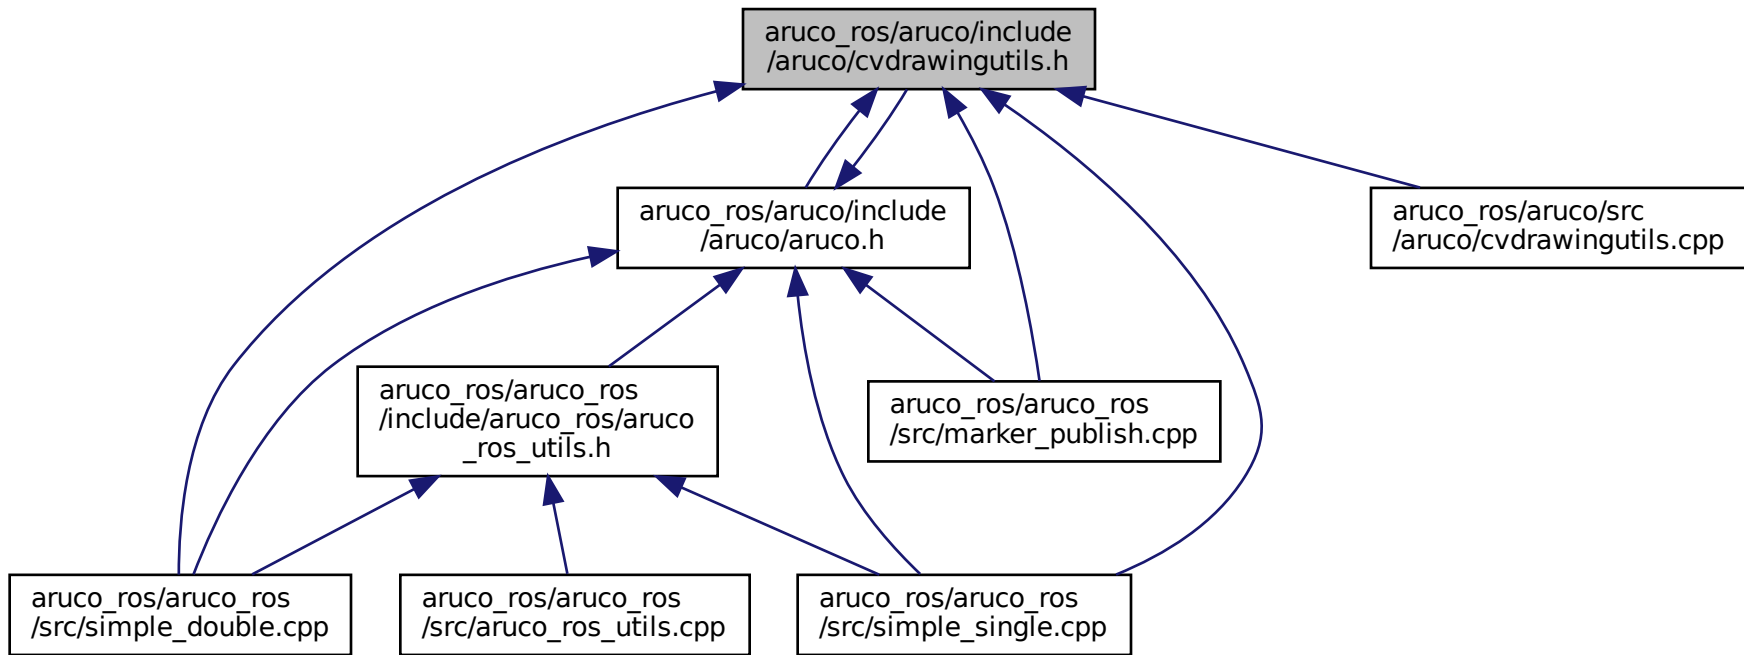 aruco_ros/aruco/include
/aruco/cvdrawingutils.h
aruco_ros/aruco/include
/aruco/aruco.h
aruco_ros/aruco/src
/aruco/cvdrawingutils.cpp
aruco_ros/aruco_ros
/include/aruco_ros/aruco
_ros_utils.h
aruco_ros/aruco_ros
/src/marker_publish.cpp
aruco_ros/aruco_ros
/src/simple_double.cpp
aruco_ros/aruco_ros
/src/aruco_ros_utils.cpp
aruco_ros/aruco_ros
/src/simple_single.cpp